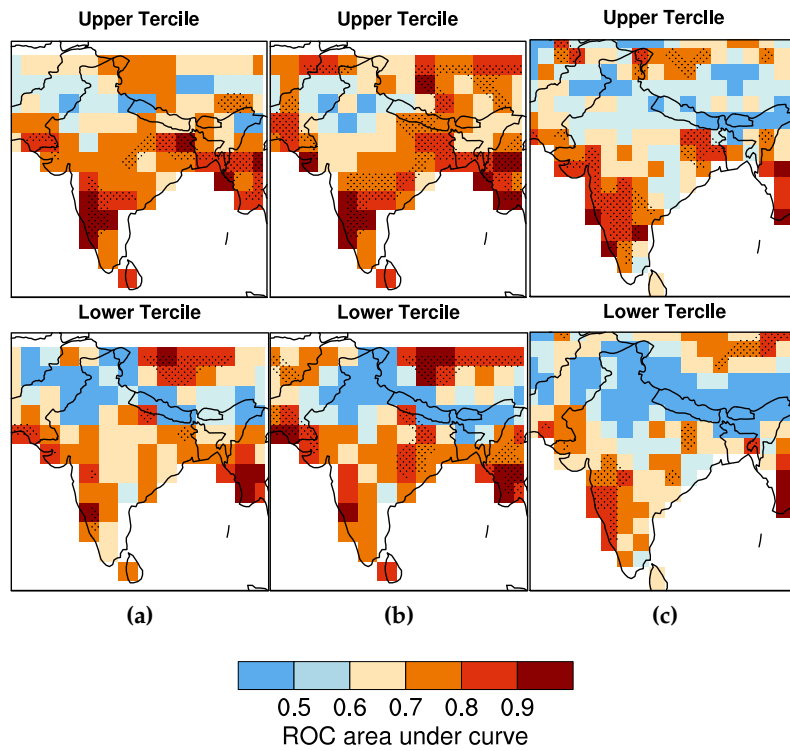 Upper Tercile
Upper Tercile
Upper Tercile
Lower Tercile
Lower Tercile
Lower Tercile
(a)
(b)
(c)
0.5 0.6 0.7 0.8 0.9
ROC area under curve